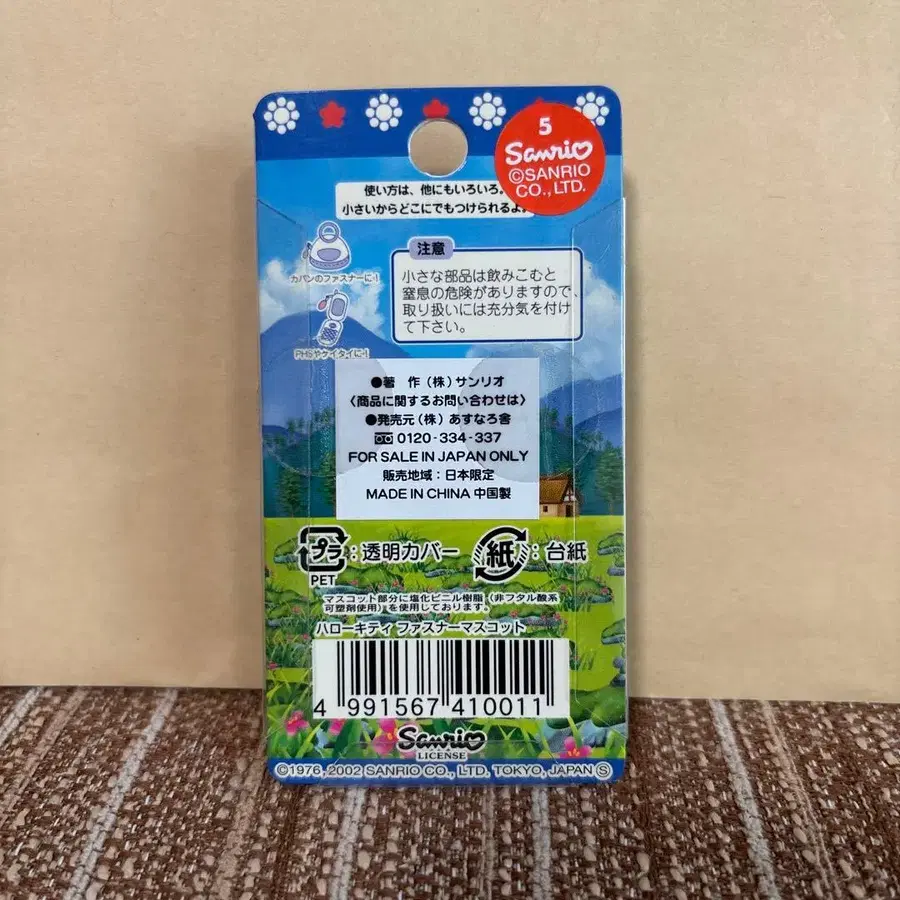 5
Sanrio
©SANRIO
CO., LTD.
使い方は、他にもいろいろ。
小さいからどこにでもつけられるよ。
カバンのファスナーに!
PHSやケイタイに!
注意
小さな部品は飲みこむと
窒息の危険がありますので、
取り扱いには充分気を付け
て下さい。
●著 作(株)サンリオ
〈商品に関するお問い合わせは〉
●発売元(株)あすなろ舎
0120-334-337
FOR SALE IN JAPAN ONLY
販売地域:日本限定
MADE IN CHINA 中国製
プラ:透明カバー
PET
紙:台紙
マスコット部分に塩化ビニル樹脂(非フタル酸系
可塑剤使用)を使用しております。
ハローキティ ファスナーマスコット
4 991567 410011
Sanrio
LICENSE
©1976, 2002 SANRIO CO., LTD. TOKYO, JAPAN Ⓢ